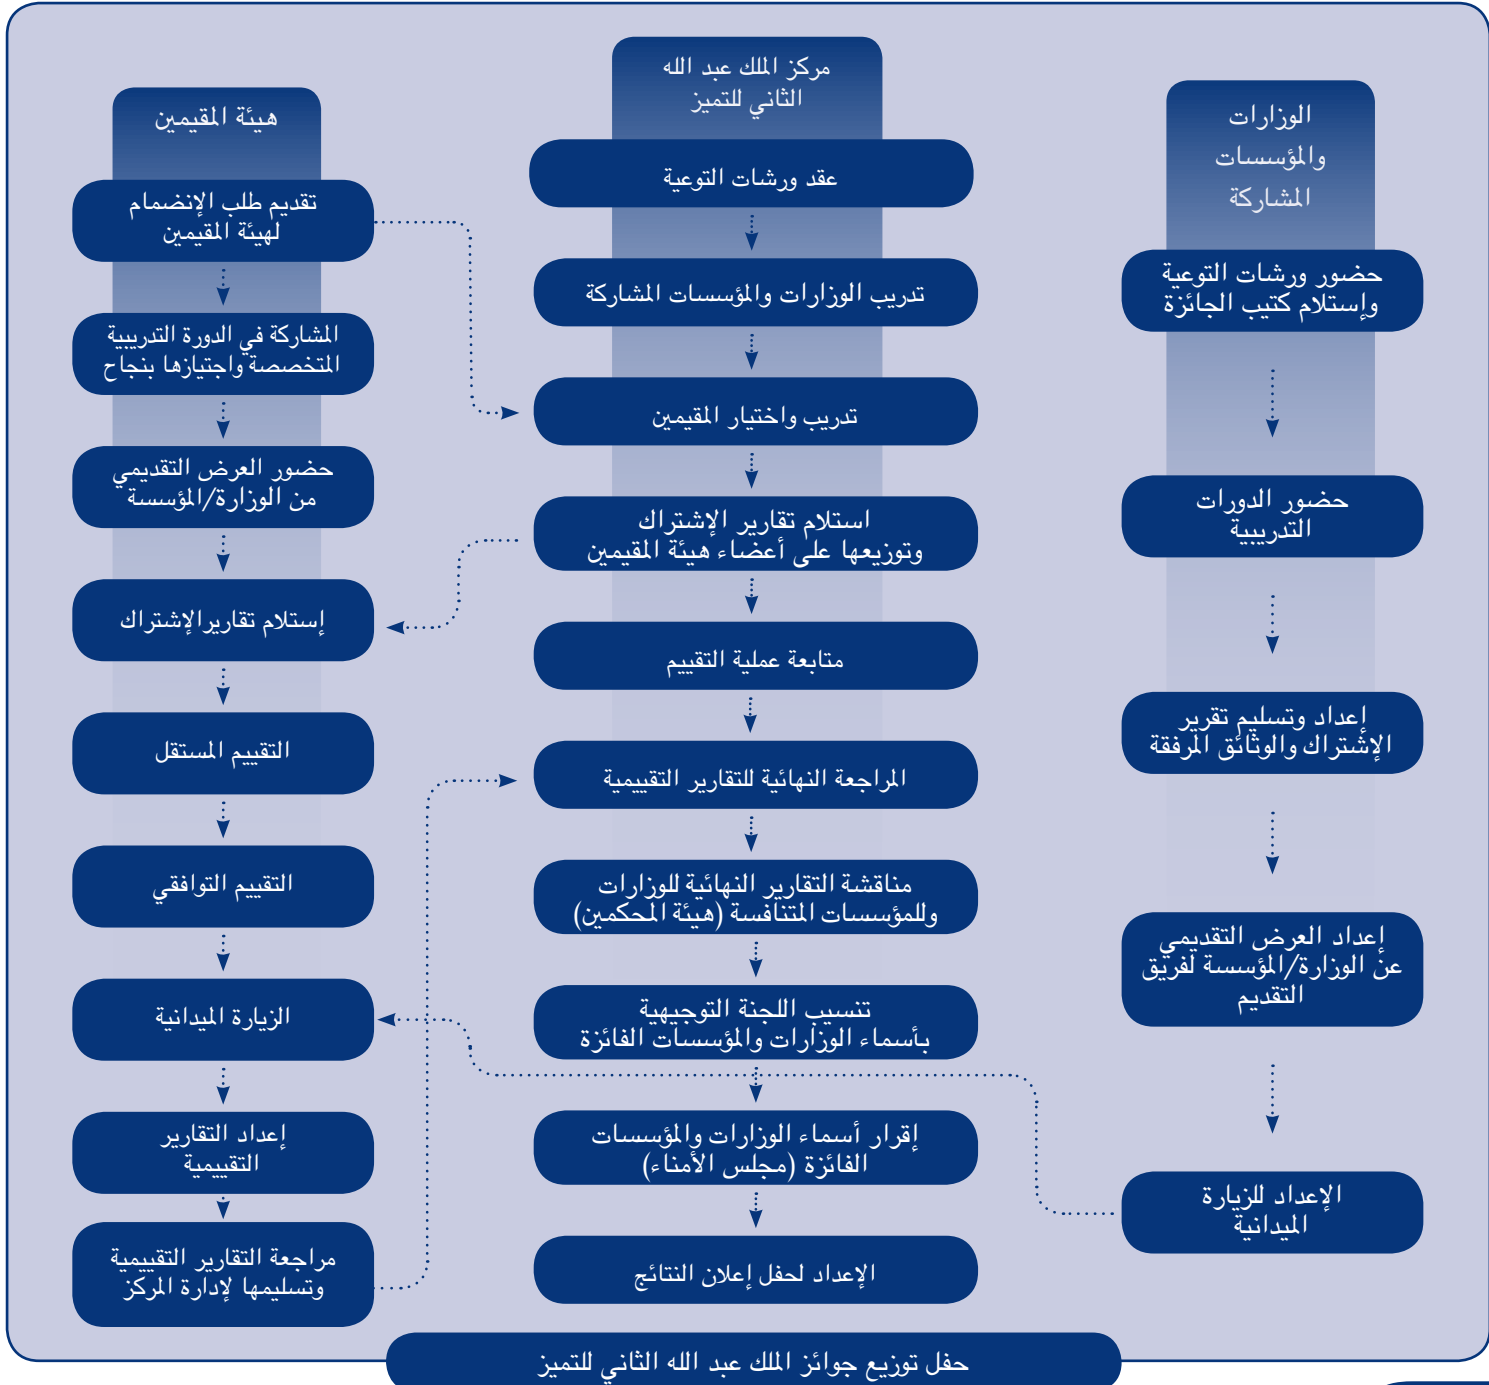 الوزارات
والمؤسسات
المشاركة
حضور ورشات التوعية
وإستلام كتيب الجائزة
حضور الدورات
التدريبية
إعداد وتسليم تقرير
الإشتراك والوثائق المرفقة
إعداد العرض التقديمي
عن الوزارة/المؤسسة لفريق
التقديم
الإعداد للزيارة
الميدانية
مركز الملك عبد الله
الثاني للتميز
عقد ورشات التوعية
تدريب الوزارات والمؤسسات المشاركة
تدريب واختيار المقيمين
استلام تقارير الإشتراك
وتوزيعها على أعضاء هيئة المقيمين
متابعة عملية التقييم
المراجعة النهائية للتقارير التقييمية
مناقشة التقارير النهائية للوزارات
وللمؤسسات المتنافسة (هيئة المحكمين)
تنسيب اللجنة التوجيهية
بأسماء الوزارات والمؤسسات الفائزة
إقرار أسماء الوزارات والمؤسسات
الفائزة (مجلس الأمناء)
الإعداد لحفل إعلان النتائج
هيئة المقيمين
تقديم طلب الإنضمام
لهيئة المقيمين
المشاركة في الدورة التدريبية
المتخصصة واجتيازها بنجاح
حضور العرض التقديمي
من الوزارة/المؤسسة
إستلام تقاريرالإشتراك
التقييم المستقل
التقييم التوافقي
الزيارة الميدانية
إعداد التقارير
التقييمية
مراجعة التقارير التقييمية
وتسليمها لإدارة المركز
حفل توزيع جوائز الملك عبد الله الثاني للتميز